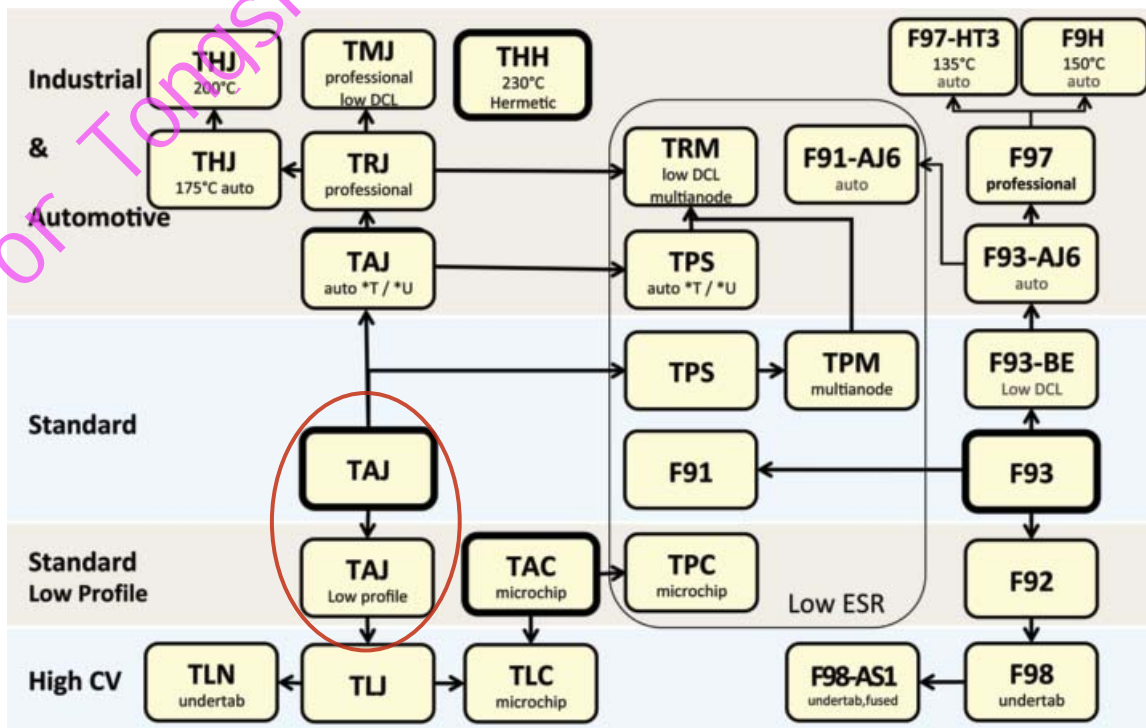 Industrial
&
Automotive
THJ
200°C
TMJ
professional
low DCL
THH
230°C
Hermetic
F97-HT3
135°C
auto
F9H
150°C
auto
THJ
175°C auto
TRJ
professional
TRM
low DCL
multianode
F91-AJ6
auto
F97
professional
TAJ
auto *T / *U
TPS
auto *T / *U
F93-AJ6
auto
Standard
TPS
TPM
multianode
F93-BE
Low DCL
TAJ
F91
F93
Standard
Low Profile
TAJ
Low profile
TAC
microchip
TPC
microchip
Low ESR
F92
High CV
TLN
undertab
TLJ
TLC
microchip
F98-AS1
undertab,fused
F98
undertab
or